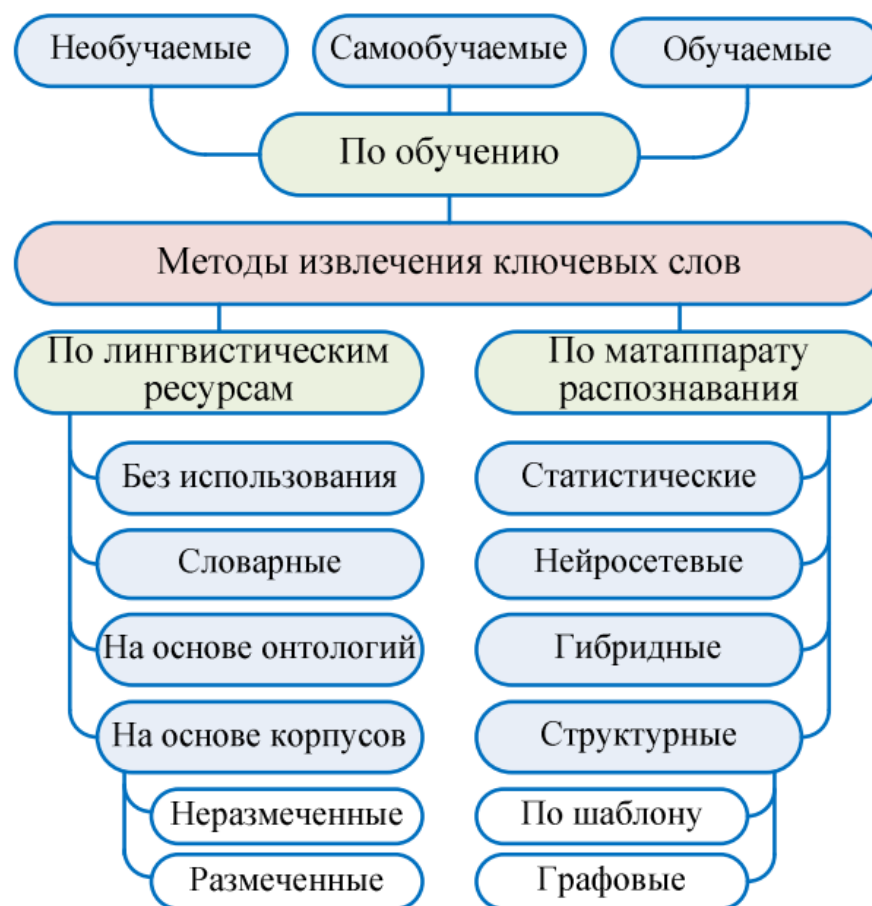 Необучаемые
Самообучаемые
Обучаемые
По обучению
Методы извлечения ключевых слов
По лингвистическим
ресурсам
Без использования
Словарные
На основе онтологий
На основе корпусов
Неразмеченные
Размеченные
По матаппарату
распознавания
Статистические
Нейросетевые
Гибридные
Структурные
По шаблону
Графовые